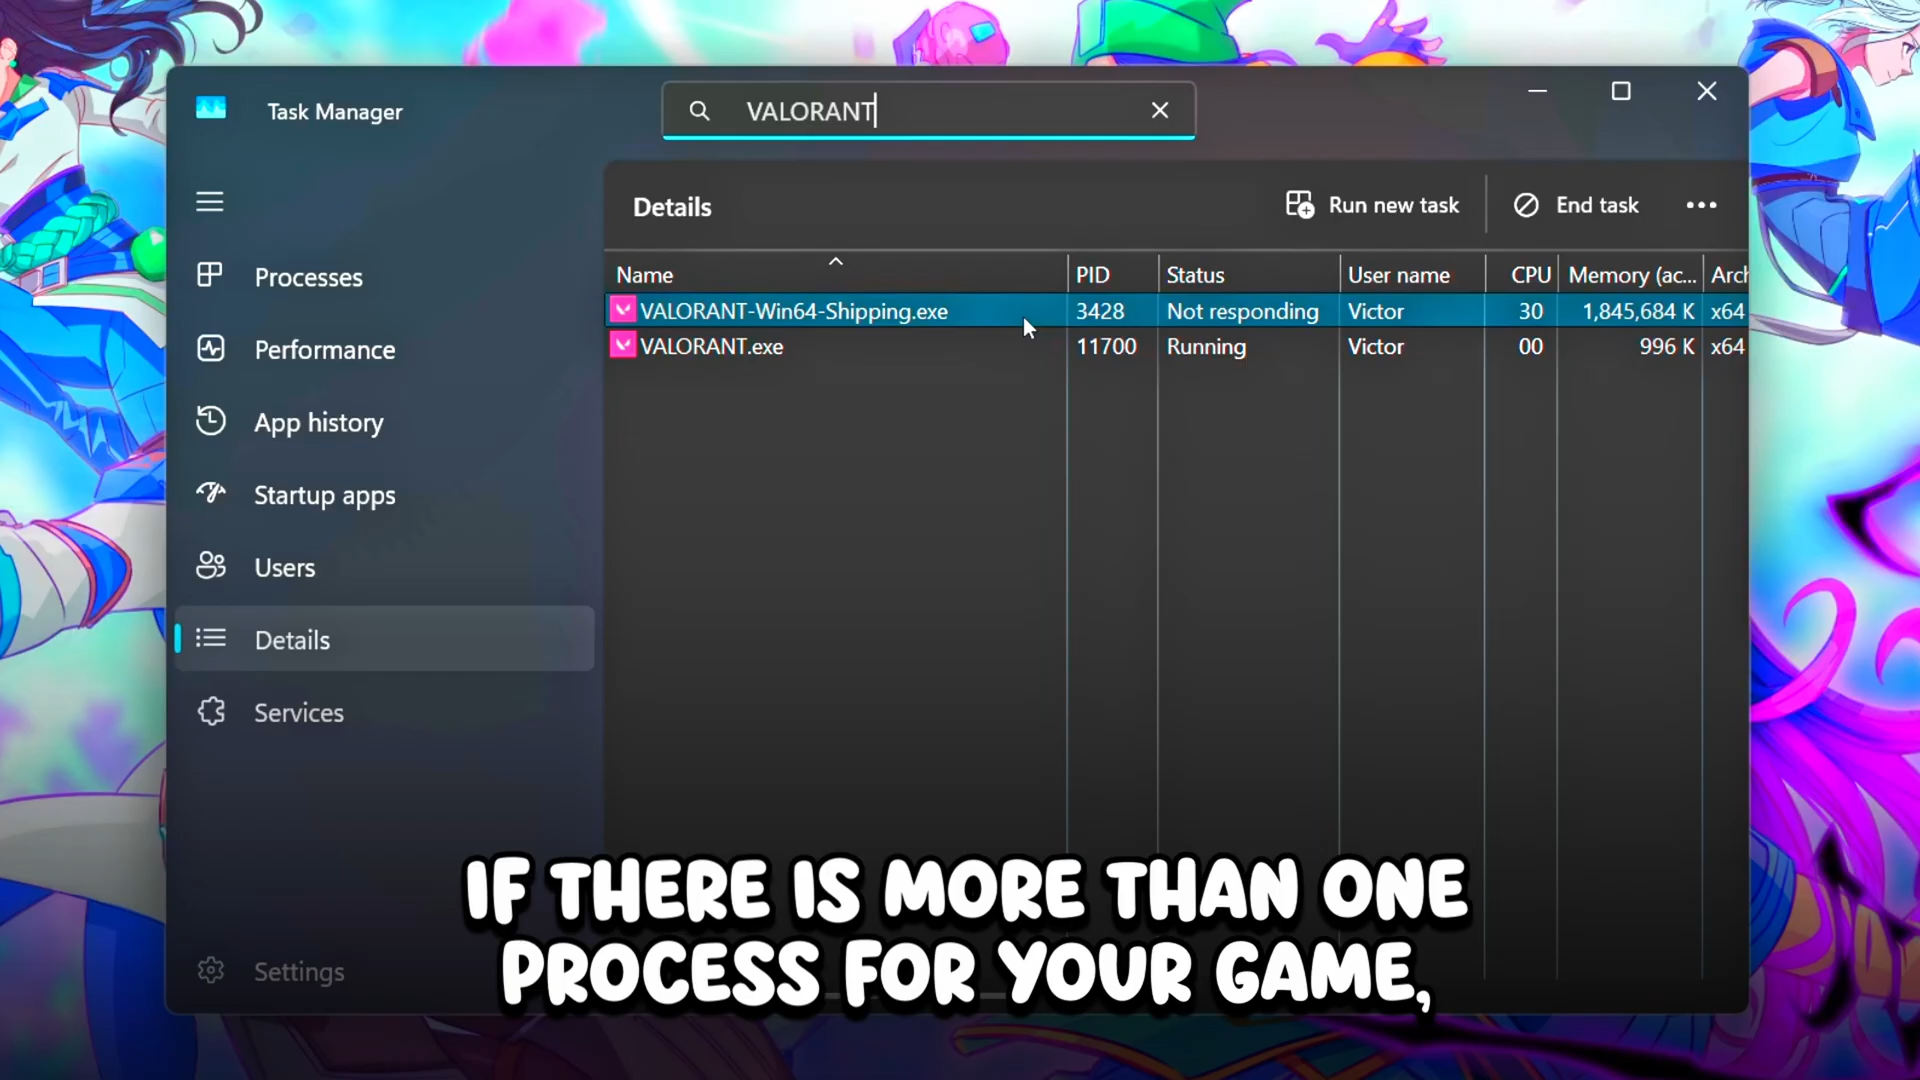 Task Manager
VALORANT
Details
Run new task
End task
Name PID Status User name CPU Memory (ac... Arch
VALORANT-Win64-Shipping.exe 3428 Not responding Victor 30 1,845,684 K x64
VALORANT.exe 11700 Running Victor 00 996 K x64
Processes
Performance
App history
Startup apps
Users
Details
Services
Settings
IF THERE IS MORE THAN ONE
PROCESS FOR YOUR GAME,